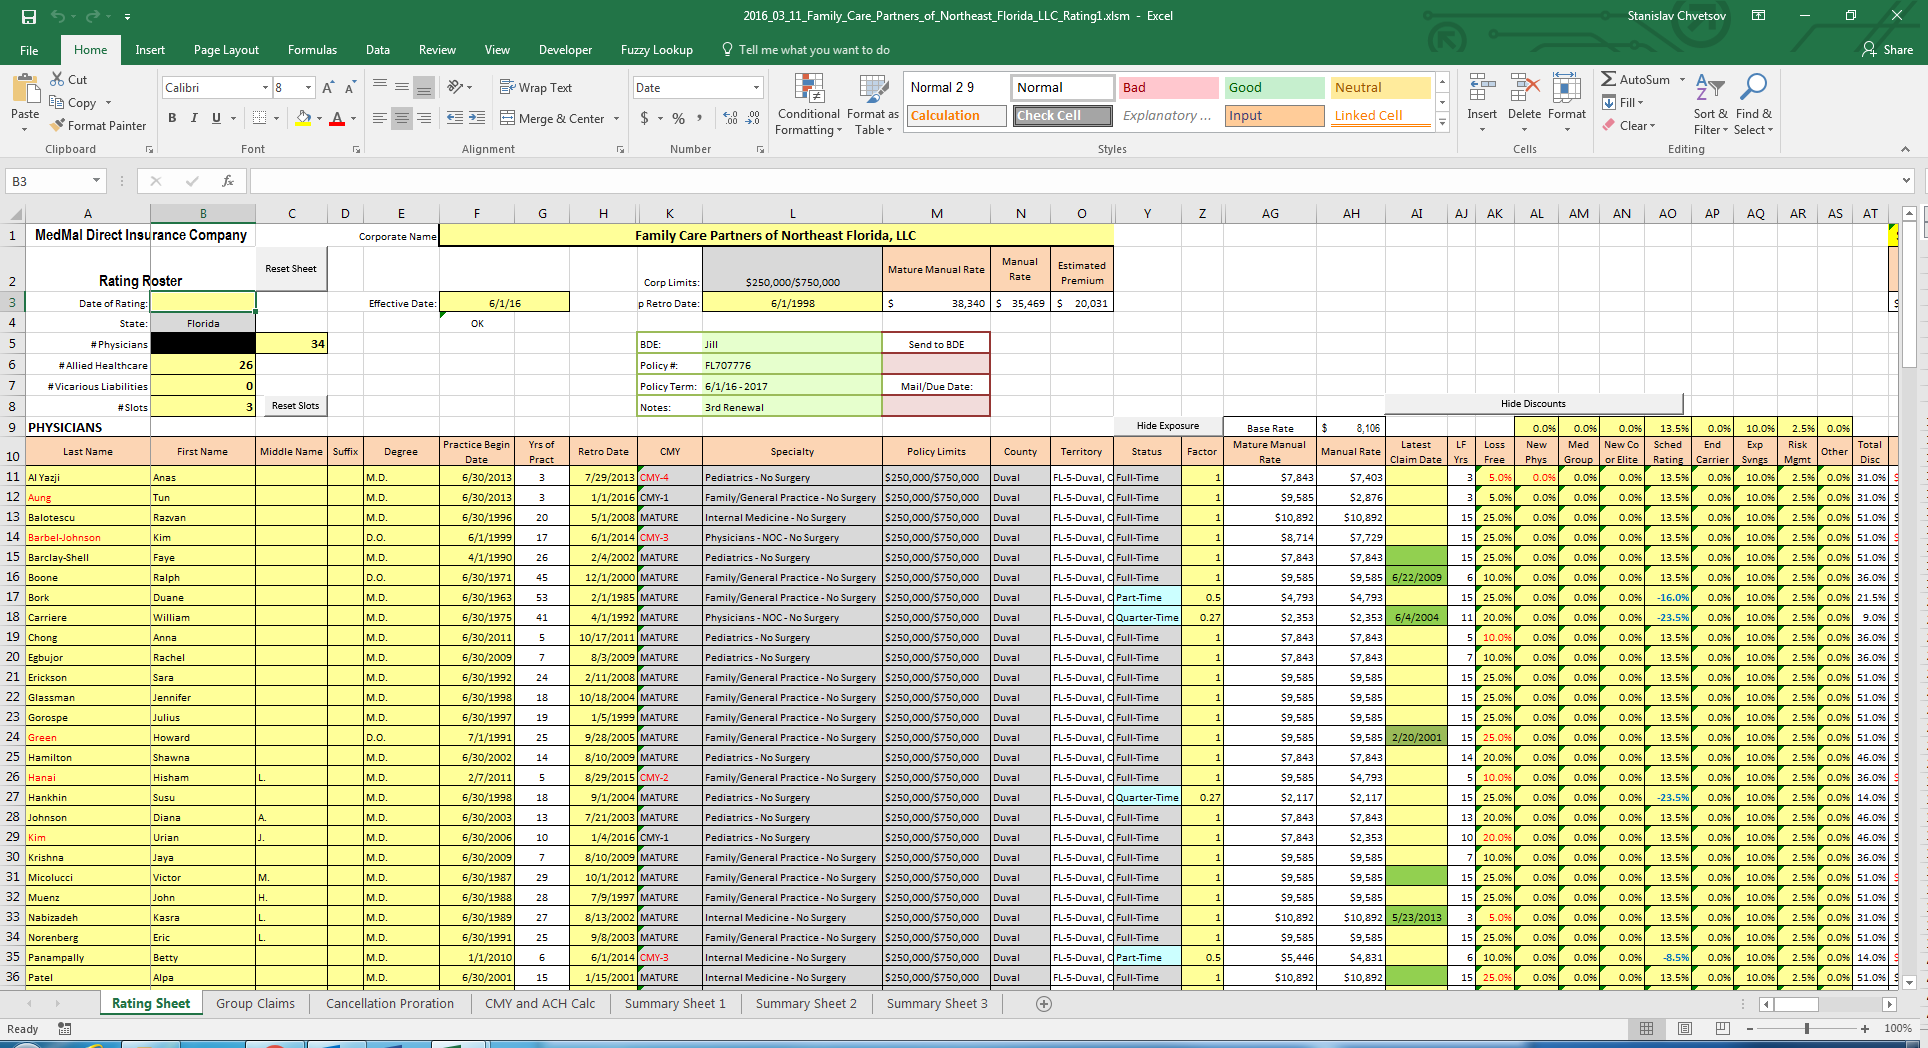 2016_03_11_Family_Care_Partners_of_Northeast_Florida_LLC_Rating1.xlsm - Excel
Stanislav Chvetsov
File Home Insert Page Layout Formulas Data Review View Developer Fuzzy Lookup Tell me what you want to do Share
Cut
Copy
Format Painter
Paste
Calibri 8
Wrap Text
Merge & Center
Date
Conditional Formatting
Format as Table
Normal 2 9 Normal Bad Good Neutral
Calculation Check Cell Explanatory ... Input Linked Cell
Insert Delete Format
AutoSum
Fill
Clear
Sort & Filter
Find & Select
Clipboard Font Alignment Number Styles Cells Editing
B3
A B C D E F G H K L M N O Y Z AG AH AI AJ AK AL AM AN AO AP AQ AR AS AT
1 MedMal Direct Insurance Company Corporate Name Family Care Partners of Northeast Florida, LLC
2 Rating Roster Reset Sheet Corp Limits: $250,000/$750,000 Mature Manual Rate Manual Rate Estimated Premium
3 Date of Rating: Effective Date: 6/1/16 p Retro Date: 6/1/1998 $ 38,340 $ 35,469 $ 20,031
4 State: Florida OK
5 # Physicians 34 BDE: Jill Send to BDE
6 # Allied Healthcare 26 Policy #: FL707776
7 # Vicarious Liabilities 0 Policy Term: 6/1/16 - 2017 Mail/Due Date:
8 # Slots 3 Reset Slots Notes: 3rd Renewal Hide Discounts
9 PHYSICIANS Hide Exposure Base Rate $ 8,106 0.0% 0.0% 0.0% 13.5% 0.0% 10.0% 2.5% 0.0%
10 Last Name First Name Middle Name Suffix Degree Practice Begin Date Yrs of Pract Retro Date CMY Specialty Policy Limits County Territory Status Factor Mature Manual Rate Manual Rate Latest Claim Date LF Yrs Loss Free New Phys Med Group New Co or Elite Sched Rating End Carrier Exp Svngs Risk Mgmt Other Total Disc
11 Al Yazji Anas M.D. 6/30/2013 3 7/29/2013 CMY-4 Pediatrics - No Surgery $250,000/$750,000 Duval FL-5-Duval, C Full-Time 1 $7,843 $7,403 3 5.0% 0.0% 0.0% 0.0% 13.5% 0.0% 10.0% 2.5% 0.0% 31.0%
12 Aung Tun M.D. 6/30/2013 3 1/1/2016 CMY-1 Family/General Practice - No Surgery $250,000/$750,000 Duval FL-5-Duval, C Full-Time 1 $9,585 $2,876 3 5.0% 0.0% 0.0% 0.0% 13.5% 0.0% 10.0% 2.5% 0.0% 31.0%
13 Balotescu Razvan M.D. 6/30/1996 20 5/1/2008 MATURE Internal Medicine - No Surgery $250,000/$750,000 Duval FL-5-Duval, C Full-Time 1 $10,892 $10,892 15 25.0% 0.0% 0.0% 0.0% 13.5% 0.0% 10.0% 2.5% 0.0% 51.0%
14 Barbel-Johnson Kim D.O. 6/1/1999 17 6/1/2014 CMY-3 Physicians - NOC - No Surgery $250,000/$750,000 Duval FL-5-Duval, C Full-Time 1 $8,714 $7,729 15 25.0% 0.0% 0.0% 0.0% 13.5% 0.0% 10.0% 2.5% 0.0% 51.0%
15 Barclay-Shell Faye M.D. 4/1/1990 26 2/4/2002 MATURE Pediatrics - No Surgery $250,000/$750,000 Duval FL-5-Duval, C Full-Time 1 $7,843 $7,843 15 25.0% 0.0% 0.0% 0.0% 13.5% 0.0% 10.0% 2.5% 0.0% 51.0%
16 Boone Ralph D.O. 6/30/1971 45 12/1/2000 MATURE Family/General Practice - No Surgery $250,000/$750,000 Duval FL-5-Duval, C Full-Time 1 $9,585 $9,585 6/22/2009 6 10.0% 0.0% 0.0% 0.0% 13.5% 0.0% 10.0% 2.5% 0.0% 36.0%
17 Bork Duane M.D. 6/30/1963 53 2/1/1985 MATURE Family/General Practice - No Surgery $250,000/$750,000 Duval FL-5-Duval, C Part-Time 0.5 $4,793 $4,793 15 25.0% 0.0% 0.0% 0.0% -16.0% 0.0% 10.0% 2.5% 0.0% 21.5%
18 Carriere William M.D. 6/30/1975 41 4/1/1992 MATURE Physicians - NOC - No Surgery $250,000/$750,000 Duval FL-5-Duval, C Quarter-Time 0.27 $2,353 $2,353 6/4/2004 11 20.0% 0.0% 0.0% 0.0% -23.5% 0.0% 10.0% 2.5% 0.0% 9.0%
19 Chong Anna M.D. 6/30/2011 5 10/17/2011 MATURE Pediatrics - No Surgery $250,000/$750,000 Duval FL-5-Duval, C Full-Time 1 $7,843 $7,843 5 10.0% 0.0% 0.0% 0.0% 13.5% 0.0% 10.0% 2.5% 0.0% 36.0%
20 Egbujor Rachel M.D. 6/30/2009 7 8/3/2009 MATURE Pediatrics - No Surgery $250,000/$750,000 Duval FL-5-Duval, C Full-Time 1 $7,843 $7,843 7 10.0% 0.0% 0.0% 0.0% 13.5% 0.0% 10.0% 2.5% 0.0% 36.0%
21 Erickson Sara M.D. 6/30/1992 24 2/11/2008 MATURE Family/General Practice - No Surgery $250,000/$750,000 Duval FL-5-Duval, C Full-Time 1 $9,585 $9,585 15 25.0% 0.0% 0.0% 0.0% 13.5% 0.0% 10.0% 2.5% 0.0% 51.0%
22 Glassman Jennifer M.D. 6/30/1998 18 10/18/2004 MATURE Family/General Practice - No Surgery $250,000/$750,000 Duval FL-5-Duval, C Full-Time 1 $9,585 $9,585 15 25.0% 0.0% 0.0% 0.0% 13.5% 0.0% 10.0% 2.5% 0.0% 51.0%
23 Gorospe Julius M.D. 6/30/1997 19 1/5/1999 MATURE Family/General Practice - No Surgery $250,000/$750,000 Duval FL-5-Duval, C Full-Time 1 $9,585 $9,585 15 25.0% 0.0% 0.0% 0.0% 13.5% 0.0% 10.0% 2.5% 0.0% 51.0%
24 Green Howard D.O. 7/1/1991 25 9/28/2005 MATURE Family/General Practice - No Surgery $250,000/$750,000 Duval FL-5-Duval, C Full-Time 1 $9,585 $9,585 2/20/2001 15 25.0% 0.0% 0.0% 0.0% 13.5% 0.0% 10.0% 2.5% 0.0% 51.0%
25 Hamilton Shawna M.D. 6/30/2002 14 8/10/2009 MATURE Pediatrics - No Surgery $250,000/$750,000 Duval FL-5-Duval, C Full-Time 1 $7,843 $7,843 14 20.0% 0.0% 0.0% 0.0% 13.5% 0.0% 10.0% 2.5% 0.0% 46.0%
26 Hanai Hisham L. M.D. 2/7/2011 5 8/29/2015 CMY-2 Family/General Practice - No Surgery $250,000/$750,000 Duval FL-5-Duval, C Full-Time 1 $9,585 $4,793 5 10.0% 0.0% 0.0% 0.0% 13.5% 0.0% 10.0% 2.5% 0.0% 36.0%
27 Hankhin Susu M.D. 6/30/1998 18 9/1/2004 MATURE Pediatrics - No Surgery $250,000/$750,000 Duval FL-5-Duval, C Quarter-Time 0.27 $2,117 $2,117 15 25.0% 0.0% 0.0% 0.0% -23.5% 0.0% 10.0% 2.5% 0.0% 14.0%
28 Johnson Diana A. M.D. 6/30/2003 13 7/21/2003 MATURE Pediatrics - No Surgery $250,000/$750,000 Duval FL-5-Duval, C Full-Time 1 $7,843 $7,843 13 20.0% 0.0% 0.0% 0.0% 13.5% 0.0% 10.0% 2.5% 0.0% 46.0%
29 Kim Urian J. M.D. 6/30/2006 10 1/4/2016 CMY-1 Pediatrics - No Surgery $250,000/$750,000 Duval FL-5-Duval, C Full-Time 1 $7,843 $2,353 10 20.0% 0.0% 0.0% 0.0% 13.5% 0.0% 10.0% 2.5% 0.0% 46.0%
30 Krishna Jaya M.D. 6/30/2009 7 8/10/2009 MATURE Family/General Practice - No Surgery $250,000/$750,000 Duval FL-5-Duval, C Full-Time 1 $9,585 $9,585 7 10.0% 0.0% 0.0% 0.0% 13.5% 0.0% 10.0% 2.5% 0.0% 36.0%
31 Micolucci Victor M. M.D. 6/30/1987 29 10/1/2012 MATURE Family/General Practice - No Surgery $250,000/$750,000 Duval FL-5-Duval, C Full-Time 1 $9,585 $9,585 15 25.0% 0.0% 0.0% 0.0% 13.5% 0.0% 10.0% 2.5% 0.0% 51.0%
32 Muenz John H. M.D. 6/30/1988 28 7/9/1997 MATURE Family/General Practice - No Surgery $250,000/$750,000 Duval FL-5-Duval, C Full-Time 1 $9,585 $9,585 15 25.0% 0.0% 0.0% 0.0% 13.5% 0.0% 10.0% 2.5% 0.0% 51.0%
33 Nabizadeh Kasra L. M.D. 6/30/1989 27 8/13/2002 MATURE Internal Medicine - No Surgery $250,000/$750,000 Duval FL-5-Duval, C Full-Time 1 $10,892 $10,892 5/23/2013 3 5.0% 0.0% 0.0% 0.0% 13.5% 0.0% 10.0% 2.5% 0.0% 31.0%
34 Norenberg Eric L. M.D. 6/30/1991 25 9/8/2003 MATURE Family/General Practice - No Surgery $250,000/$750,000 Duval FL-5-Duval, C Full-Time 1 $9,585 $9,585 15 25.0% 0.0% 0.0% 0.0% 13.5% 0.0% 10.0% 2.5% 0.0% 51.0%
35 Panampally Betty M.D. 1/1/2010 6 6/1/2014 CMY-3 Internal Medicine - No Surgery $250,000/$750,000 Duval FL-5-Duval, C Part-Time 0.5 $5,446 $4,831 6 10.0% 0.0% 0.0% 0.0% -8.5% 0.0% 10.0% 2.5% 0.0% 14.0%
36 Patel Alpa M.D. 6/30/2001 15 1/15/2001 MATURE Internal Medicine - No Surgery $250,000/$750,000 Duval FL-5-Duval, C Full-Time 1 $10,892 $10,892 15 25.0% 0.0% 0.0% 0.0% 13.5% 0.0% 10.0% 2.5% 0.0% 51.0%
Rating Sheet Group Claims Cancellation Proration CMY and ACH Calc Summary Sheet 1 Summary Sheet 2 Summary Sheet 3
Ready 100%